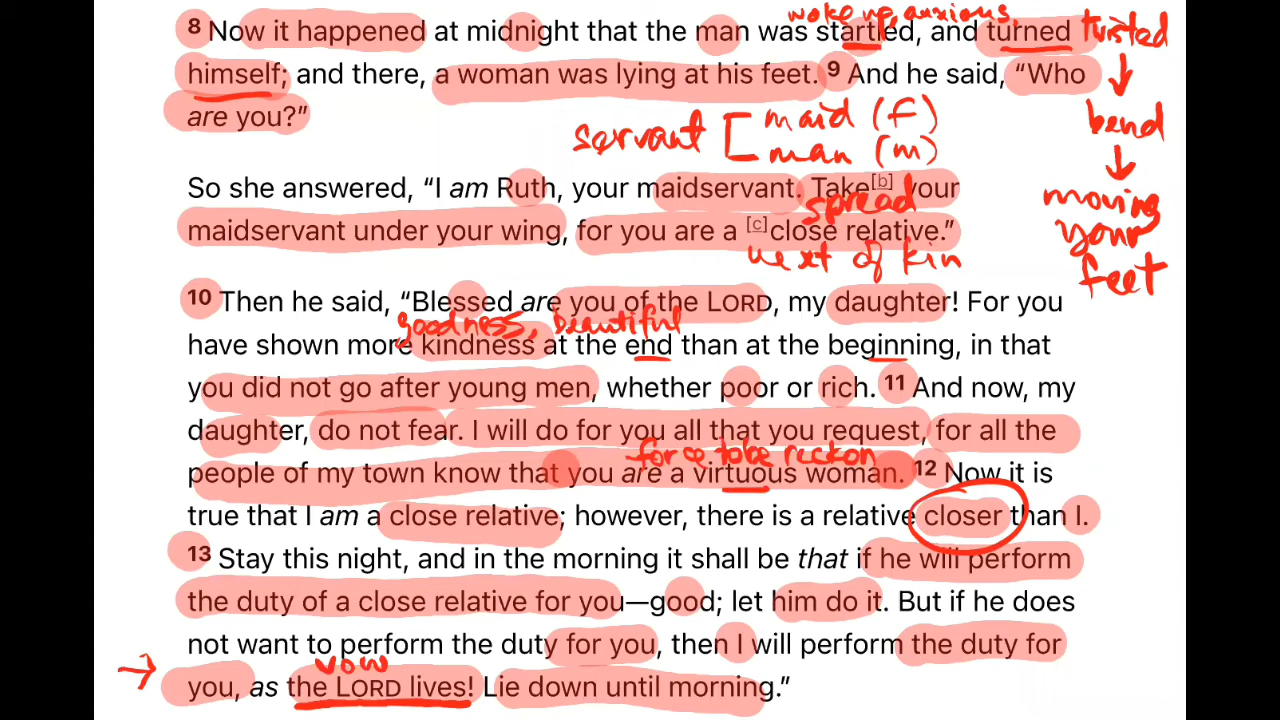 woke up, anxious
8 Now it happened at midnight that the man was startled, and turned twisted
himself; and there, a woman was lying at his feet. 9 And he said, “Who
are you?”
bend
servant [ maid (f)
man (m)
moving
your
feet
So she answered, “I am Ruth, your maidservant. Take[b] your
spread
maidservant under your wing, for you are a [c]close relative.”
next of kin
10 Then he said, “Blessed are you of the LORD, my daughter! For you
goodness, beautiful
have shown more kindness at the end than at the beginning, in that
you did not go after young men, whether poor or rich. 11 And now, my
daughter, do not fear. I will do for you all that you request, for all the
force to be reckon
people of my town know that you are a virtuous woman. 12 Now it is
true that I am a close relative; however, there is a relative closer than I.
13 Stay this night, and in the morning it shall be that if he will perform
the duty of a close relative for you—good; let him do it. But if he does
not want to perform the duty for you, then I will perform the duty for
vow
you, as the LORD lives! Lie down until morning.”